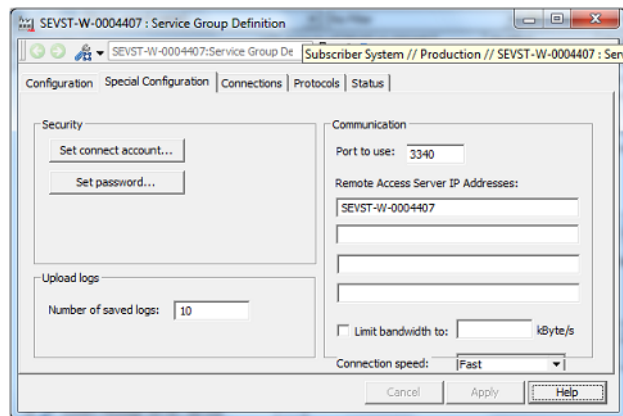 SEVST-W-0004407 : Service Group Definition
SEVST-W-0004407:Service Group De
Subscriber System // Production // SEVST-W-0004407 : Ser
Configuration Special Configuration Connections Protocols Status
Security
Set connect account...
Set password...
Upload logs
Number of saved logs: 10
Communication
Port to use: 3340
Remote Access Server IP Addresses:
SEVST-W-0004407
Limit bandwidth to: kByte/s
Connection speed: Fast
Cancel Apply Help